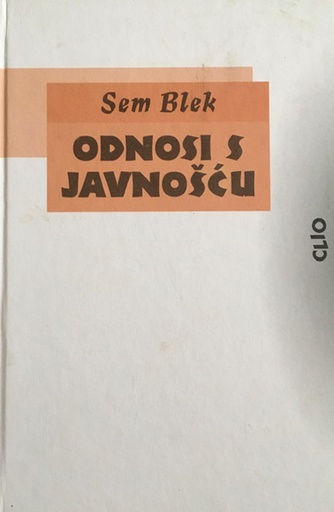 Sem Blek
ODNOSI S
JAVNOŠĆU
CLIO